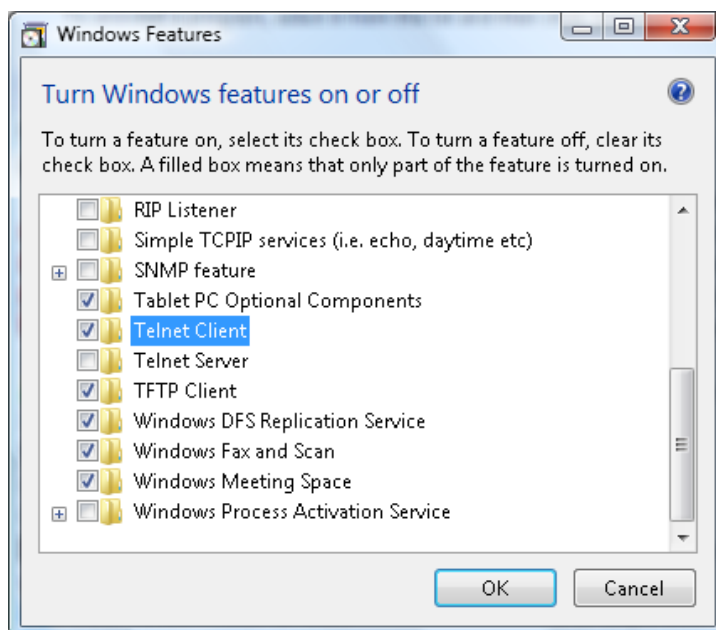 Windows Features
Turn Windows features on or off
To turn a feature on, select its check box. To turn a feature off, clear its
check box. A filled box means that only part of the feature is turned on.
RIP Listener
Simple TCPIP services (i.e. echo, daytime etc)
SNMP feature
Tablet PC Optional Components
Telnet Client
Telnet Server
TFTP Client
Windows DFS Replication Service
Windows Fax and Scan
Windows Meeting Space
Windows Process Activation Service
OK Cancel